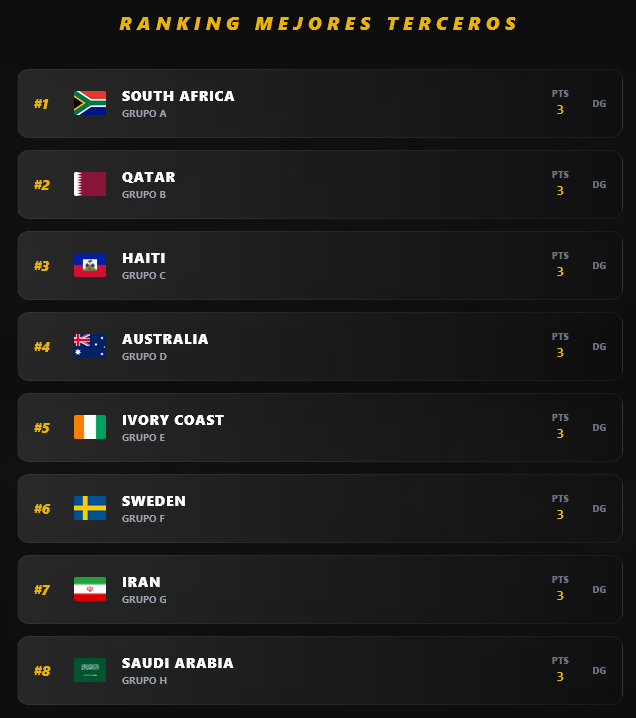 RANKING MEJORES TERCEROS
#1
SOUTH AFRICA
GRUPO A
PTS
3
DG
#2
QATAR
GRUPO B
PTS
3
DG
#3
HAITI
GRUPO C
PTS
3
DG
#4
AUSTRALIA
GRUPO D
PTS
3
DG
#5
IVORY COAST
GRUPO E
PTS
3
DG
#6
SWEDEN
GRUPO F
PTS
3
DG
#7
IRAN
GRUPO G
PTS
3
DG
#8
SAUDI ARABIA
GRUPO H
PTS
3
DG